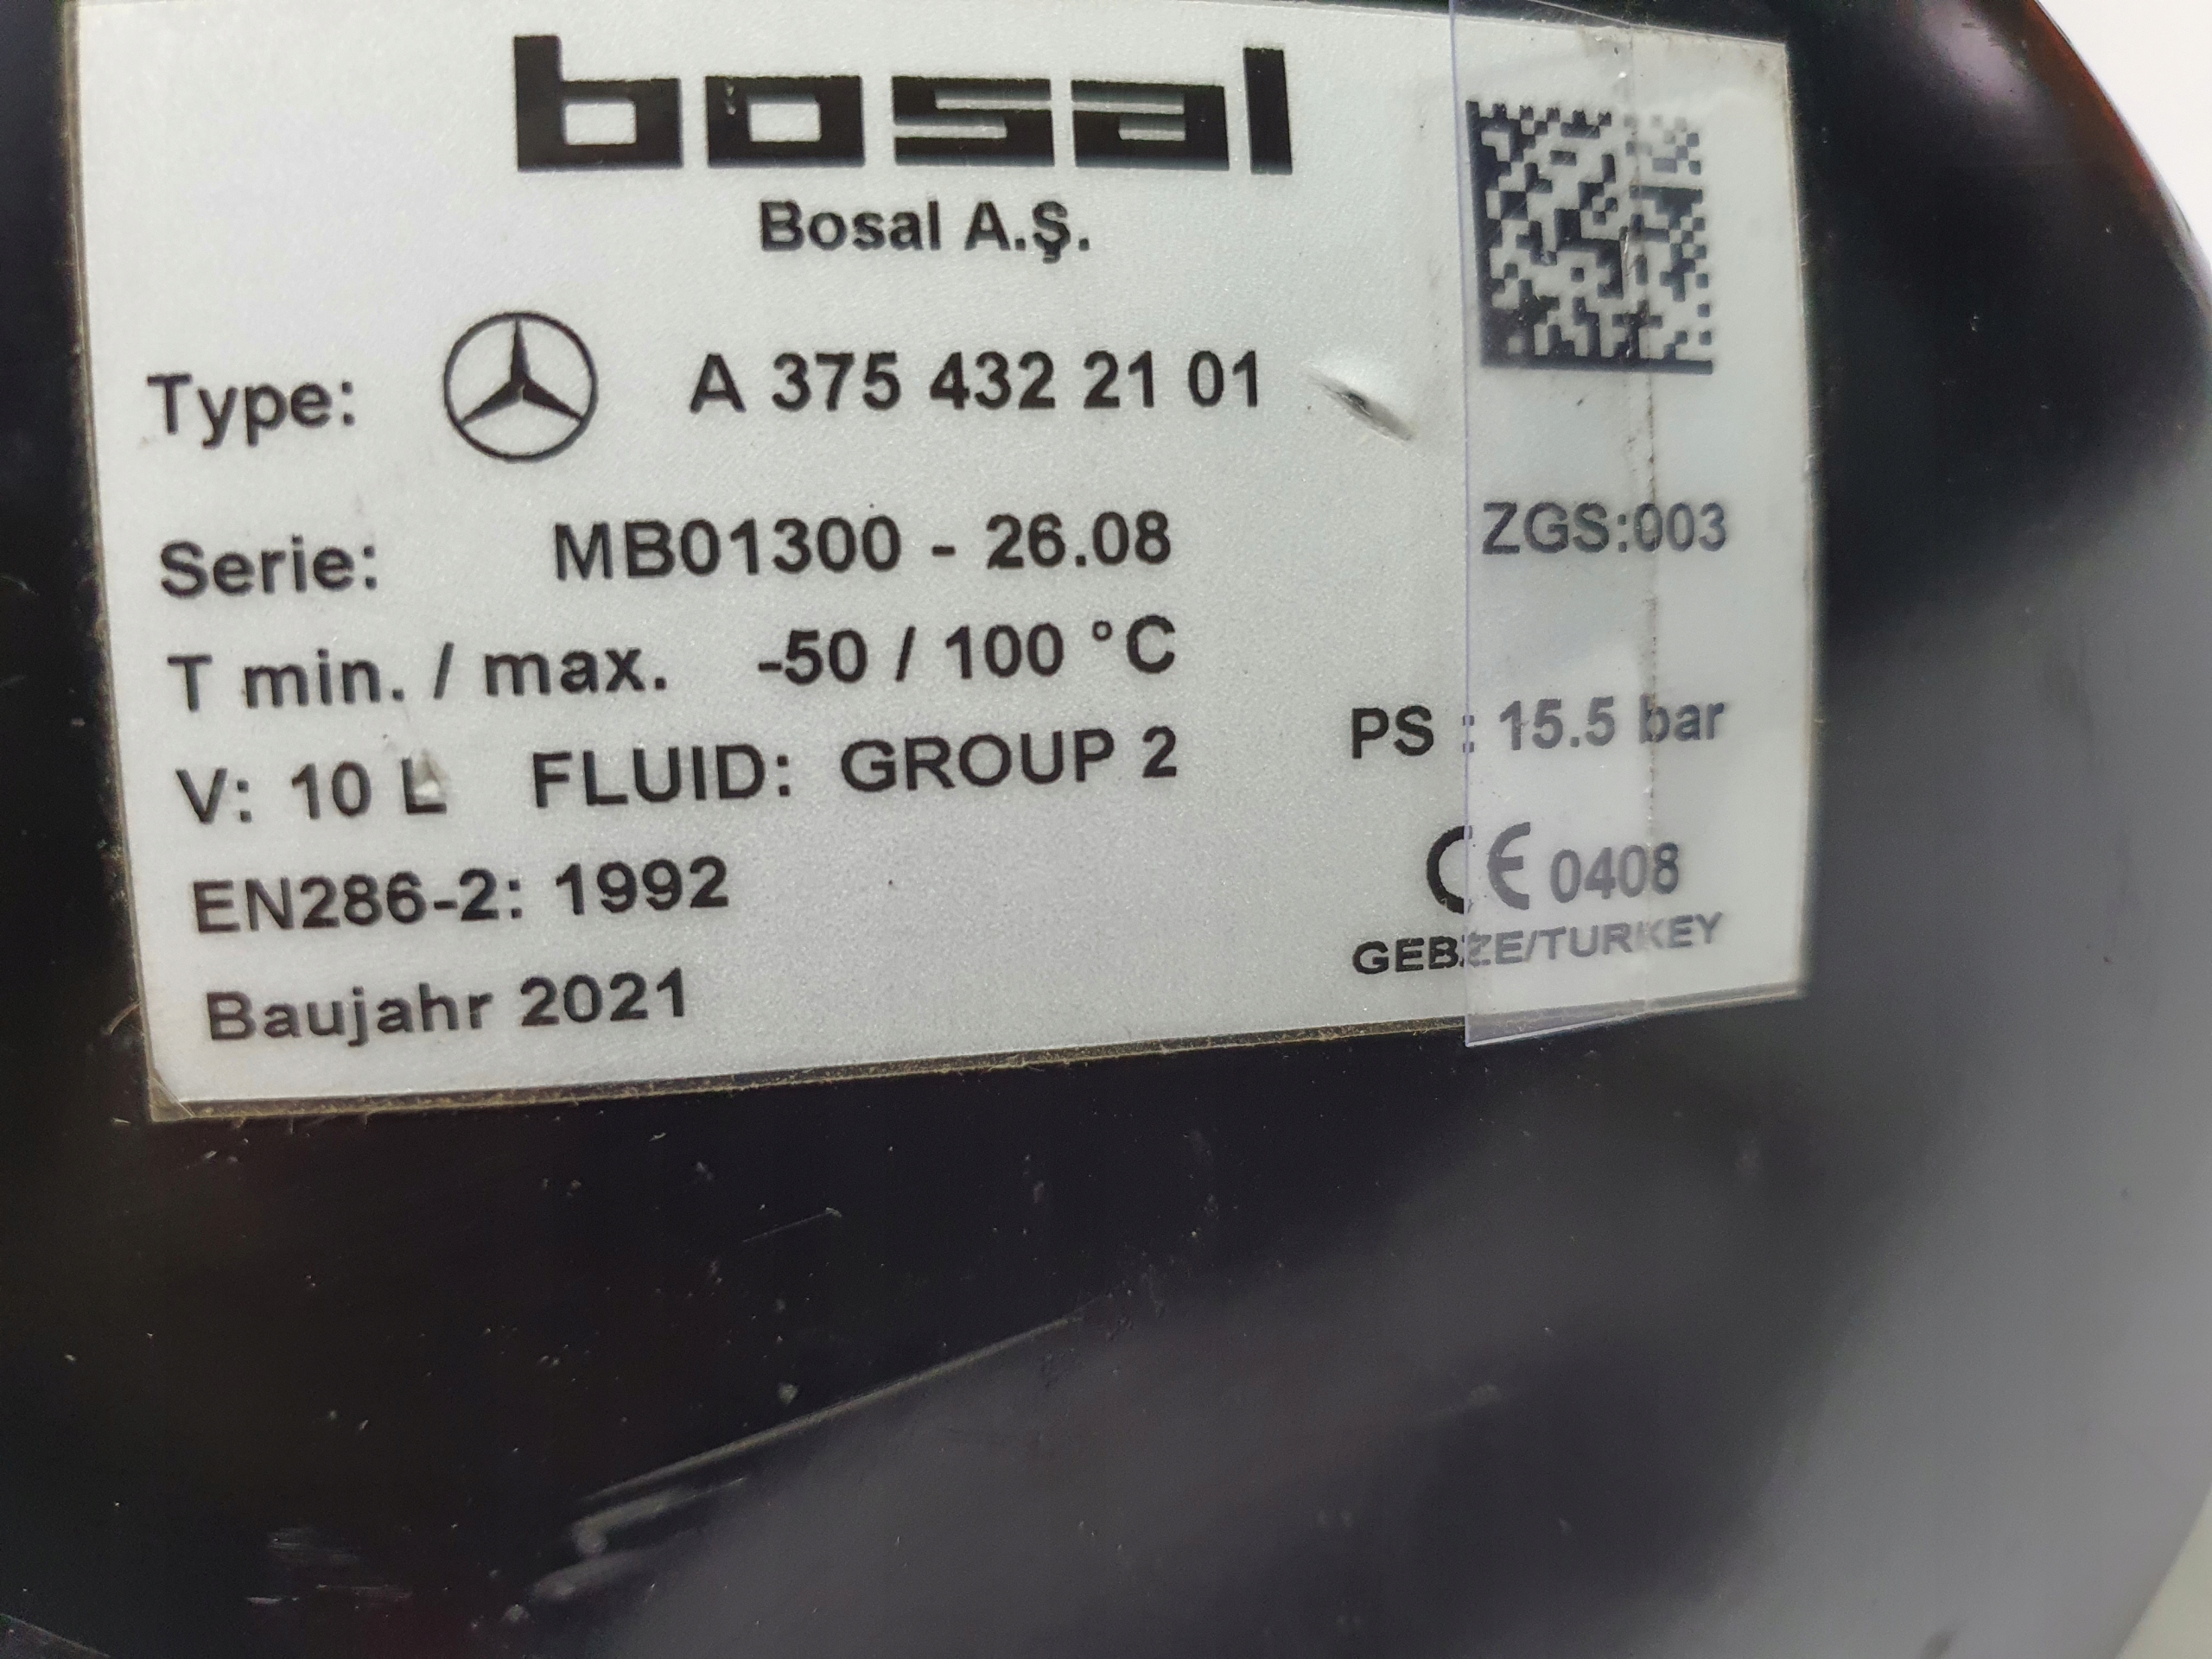 bosal
Bosal A.Ş.
Type: A 375 432 21 01
Serie: MB01300 - 26.08 ZGS:003
T min. / max. -50 / 100 °C
V: 10 L FLUID: GROUP 2 PS : 15.5 bar
EN286-2: 1992 CE 0408
GEBZE/TURKEY
Baujahr 2021